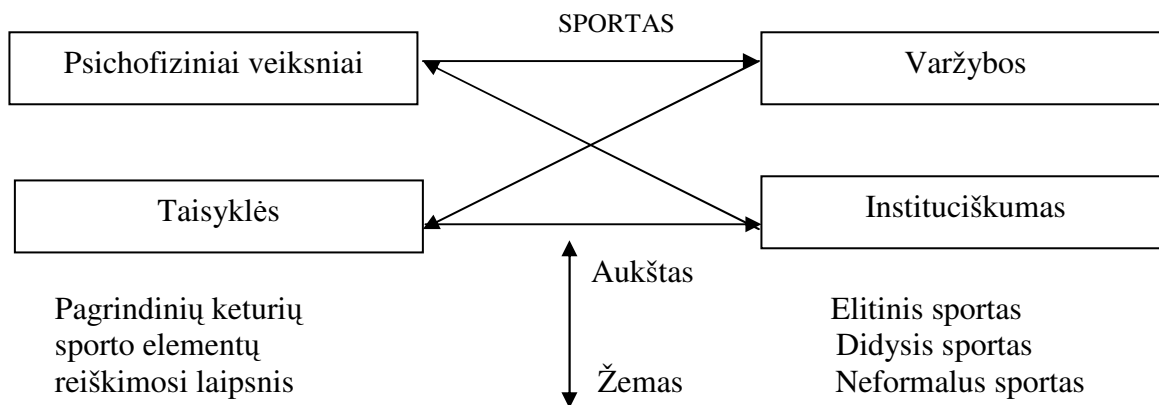 SPORTAS
Psichofiziniai veiksniai
Varžybos
Taisyklės
Instituciškumas
Aukštas
Pagrindinių keturių
sporto elementų
reiškimosi laipsnis
Žemas
Elitinis sportas
Didysis sportas
Neformalus sportas